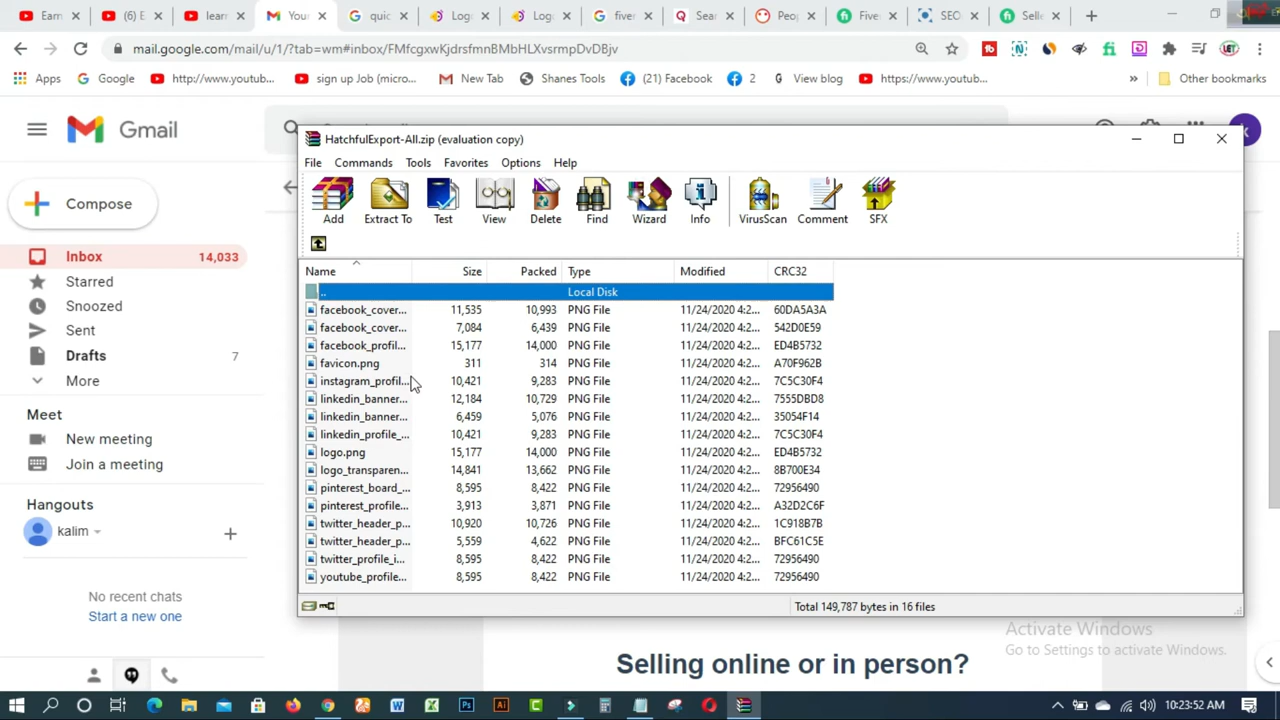 Earn
(6) E
learn
Your
quic
Logo
Logo
fiver
Sear
Peop
Five
SEO
Selle
mail.google.com/mail/u/1/?tab=wm#inbox/FMfcgxwKjdrsfmnBMbHLXvsrmpDvDBjv
Apps Google http://www.youtub... sign up Job (micro... New Tab Shanes Tools (21) Facebook 2 View blog https://www.youtub... » Other bookmarks
Gmail
Compose
Inbox 14,033
Starred
Snoozed
Sent
Drafts 7
More
Meet
New meeting
Join a meeting
Hangouts
kalim
No recent chats
Start a new one
HatchfulExport-All.zip (evaluation copy)
File Commands Tools Favorites Options Help
Add Extract To Test View Delete Find Wizard Info VirusScan Comment SFX
Name Size Packed Type Modified CRC32
.. Local Disk
facebook_cover... 11,535 10,993 PNG File 11/24/2020 4:2... 60DA5A3A
facebook_cover... 7,084 6,439 PNG File 11/24/2020 4:2... 542D0E59
facebook_profil... 15,177 14,000 PNG File 11/24/2020 4:2... ED4B5732
favicon.png 311 314 PNG File 11/24/2020 4:2... A70F962B
instagram_profil... 10,421 9,283 PNG File 11/24/2020 4:2... 7C5C30F4
linkedin_banner... 12,184 10,729 PNG File 11/24/2020 4:2... 7555DBD8
linkedin_banner... 6,459 5,076 PNG File 11/24/2020 4:2... 35054F14
linkedin_profile_... 10,421 9,283 PNG File 11/24/2020 4:2... 7C5C30F4
logo.png 15,177 14,000 PNG File 11/24/2020 4:2... ED4B5732
logo_transparen... 14,841 13,662 PNG File 11/24/2020 4:2... 8B700E34
pinterest_board_... 8,595 8,422 PNG File 11/24/2020 4:2... 72956490
pinterest_profile... 3,913 3,871 PNG File 11/24/2020 4:2... A32D2C6F
twitter_header_p... 10,920 10,726 PNG File 11/24/2020 4:2... 1C918B7B
twitter_header_p... 5,559 4,622 PNG File 11/24/2020 4:2... BFC61C5E
twitter_profile_i... 8,595 8,422 PNG File 11/24/2020 4:2... 72956490
youtube_profile... 8,595 8,422 PNG File 11/24/2020 4:2... 72956490
Total 149,787 bytes in 16 files
Activate Windows
Go to Settings to activate Windows.
Selling online or in person?
10:23:52 AM